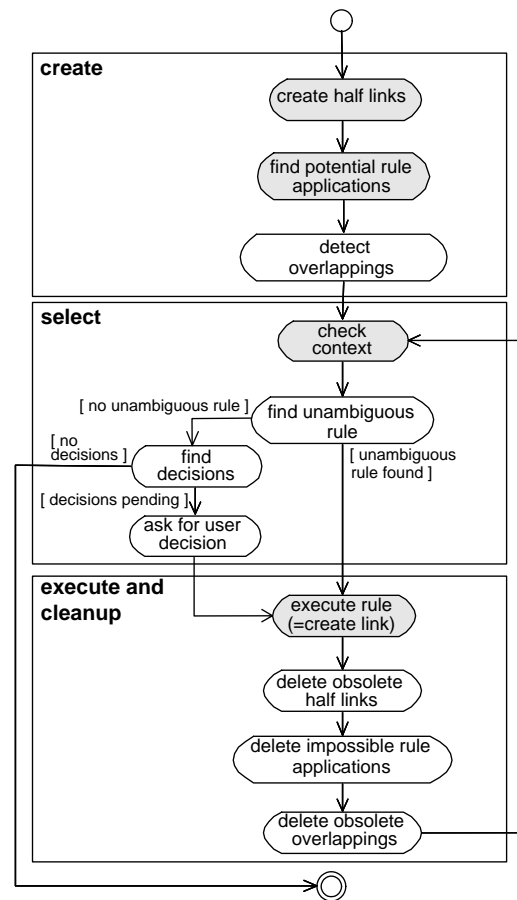 create
create half links
find potential rule
applications
detect
overlappings
select
check
context
[ no unambiguous rule ]
find unambiguous
rule
[ no
decisions ]
find
decisions
[ unambiguous
rule found ]
[ decisions pending ]
ask for user
decision
execute and
cleanup
execute rule
(=create link)
delete obsolete
half links
delete impossible rule
applications
delete obsolete
overlappings